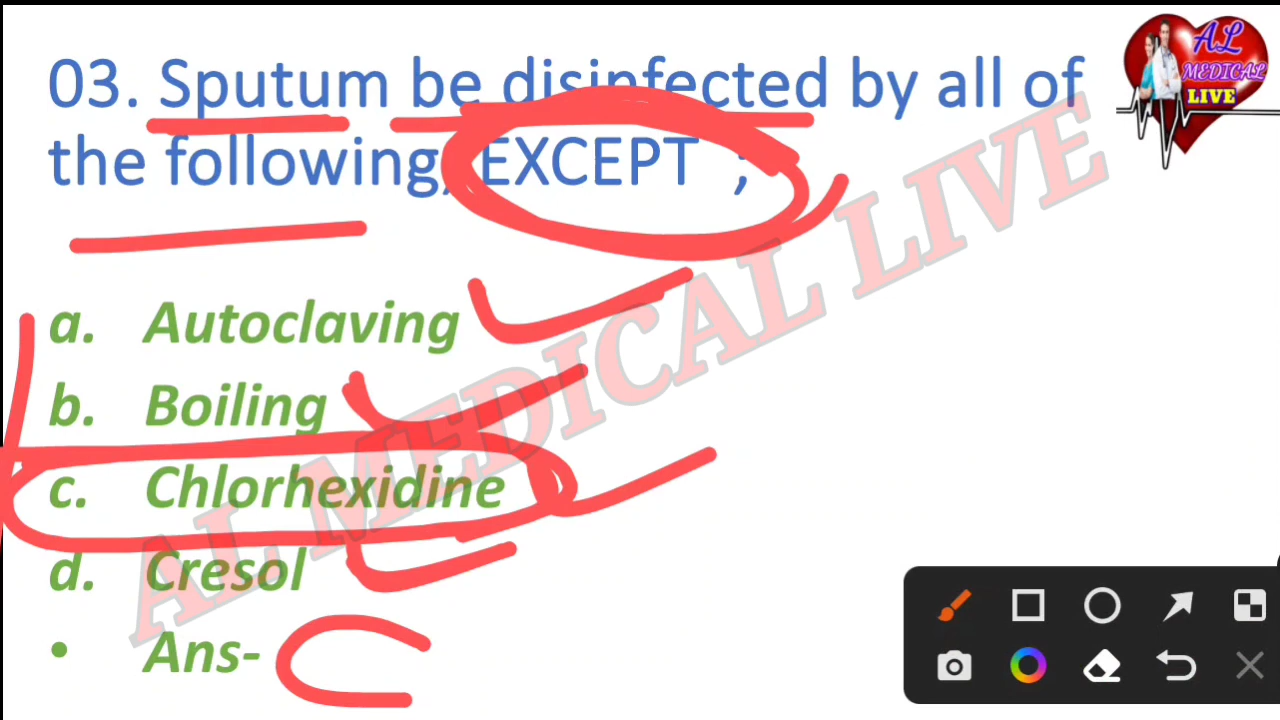 03. Sputum be disinfected by all of
the following, EXCEPT ;
a. Autoclaving
b. Boiling
c. Chlorhexidine
d. Cresol
• Ans- C
AL MEDICAL LIVE
AL
MEDICAL
LIVE